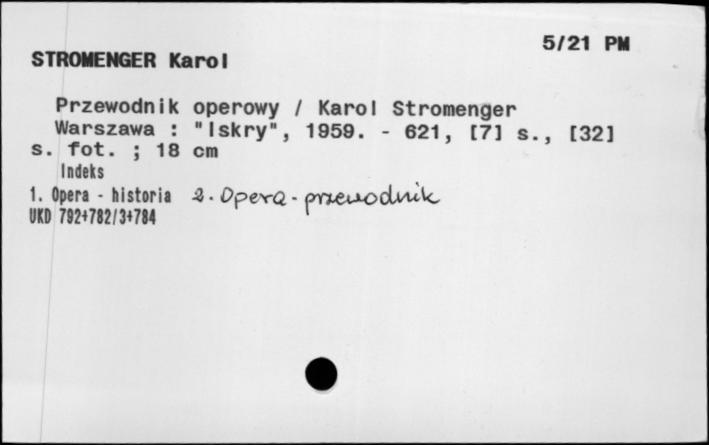 5/21 PM
STROMENGER Karol
Przewodnik operowy / Karol Stromenger
Warszawa : "Iskry", 1959. - 621, [7] s., [32]
s. fot. ; 18 cm
Indeks
1. Opera - historia 2. Opera - przewodnik
UKD 792+782/3+784